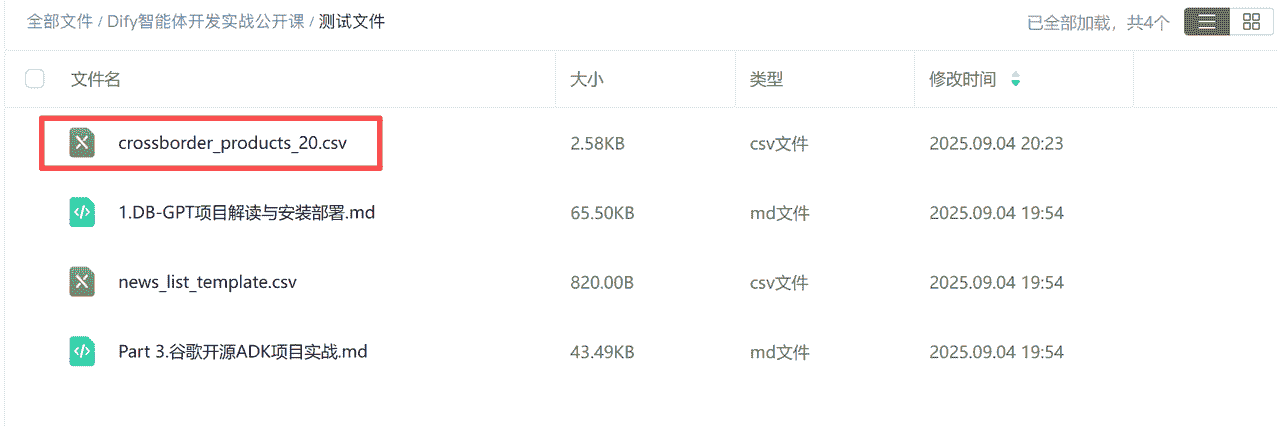 全部文件 / Dify智能体开发实战公开课 / 测试文件 已全部加载，共4个
文件名 大小 类型 修改时间
crossborder_products_20.csv 2.58KB csv文件 2025.09.04 20:23
1.DB-GPT项目解读与安装部署.md 65.50KB md文件 2025.09.04 19:54
news_list_template.csv 820.00B csv文件 2025.09.04 19:54
Part 3.谷歌开源ADK项目实战.md 43.49KB md文件 2025.09.04 19:54